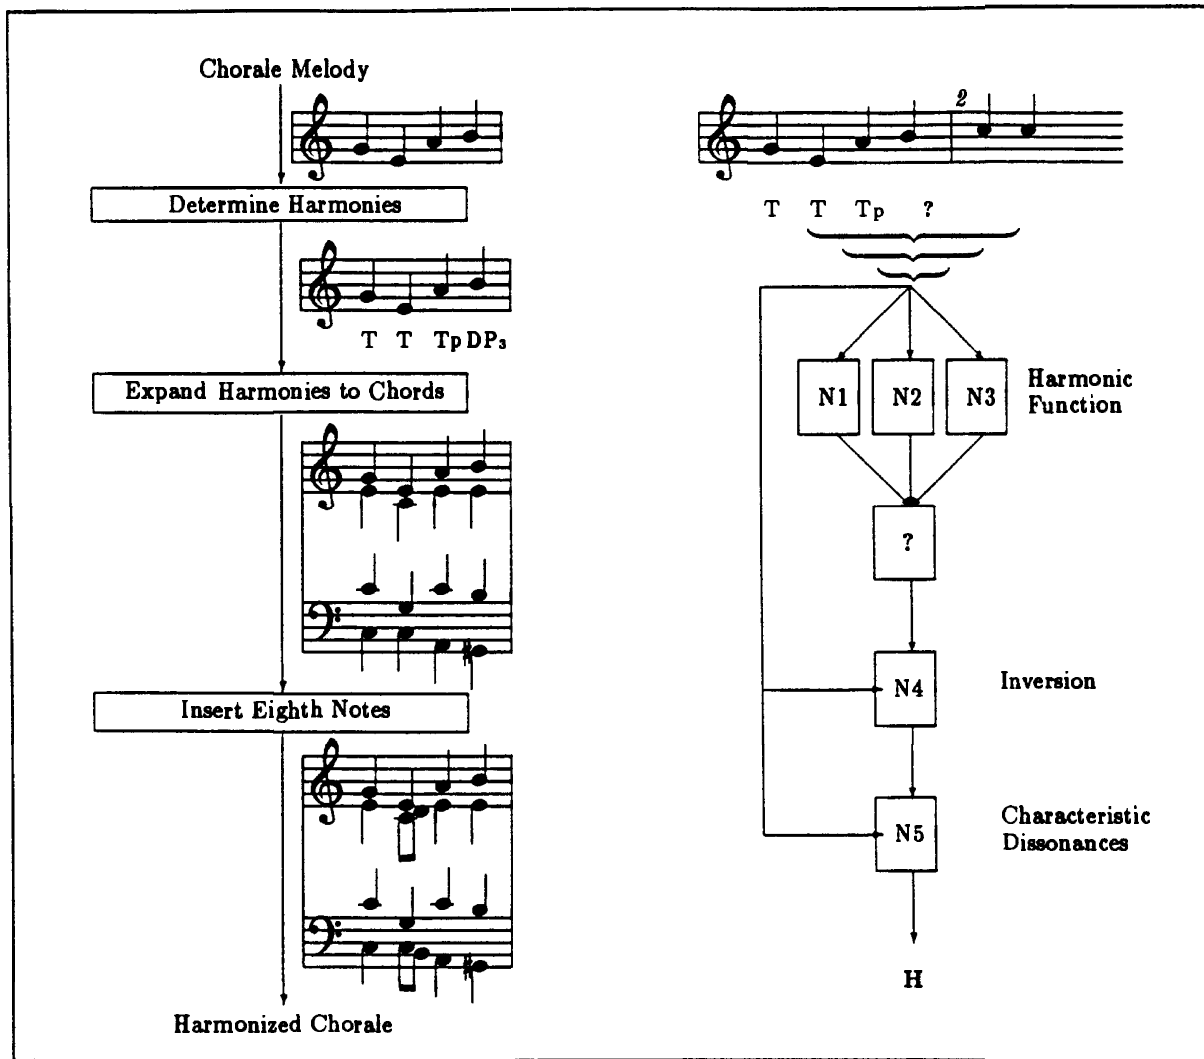 Chorale Melody
Determine Harmonies
T T Tp DP₃
Expand Harmonies to Chords
Insert Eighth Notes
Harmonized Chorale
2
T T Tp ?
N1 N2 N3
Harmonic
Function
?
N4
Inversion
N5
Characteristic
Dissonances
H